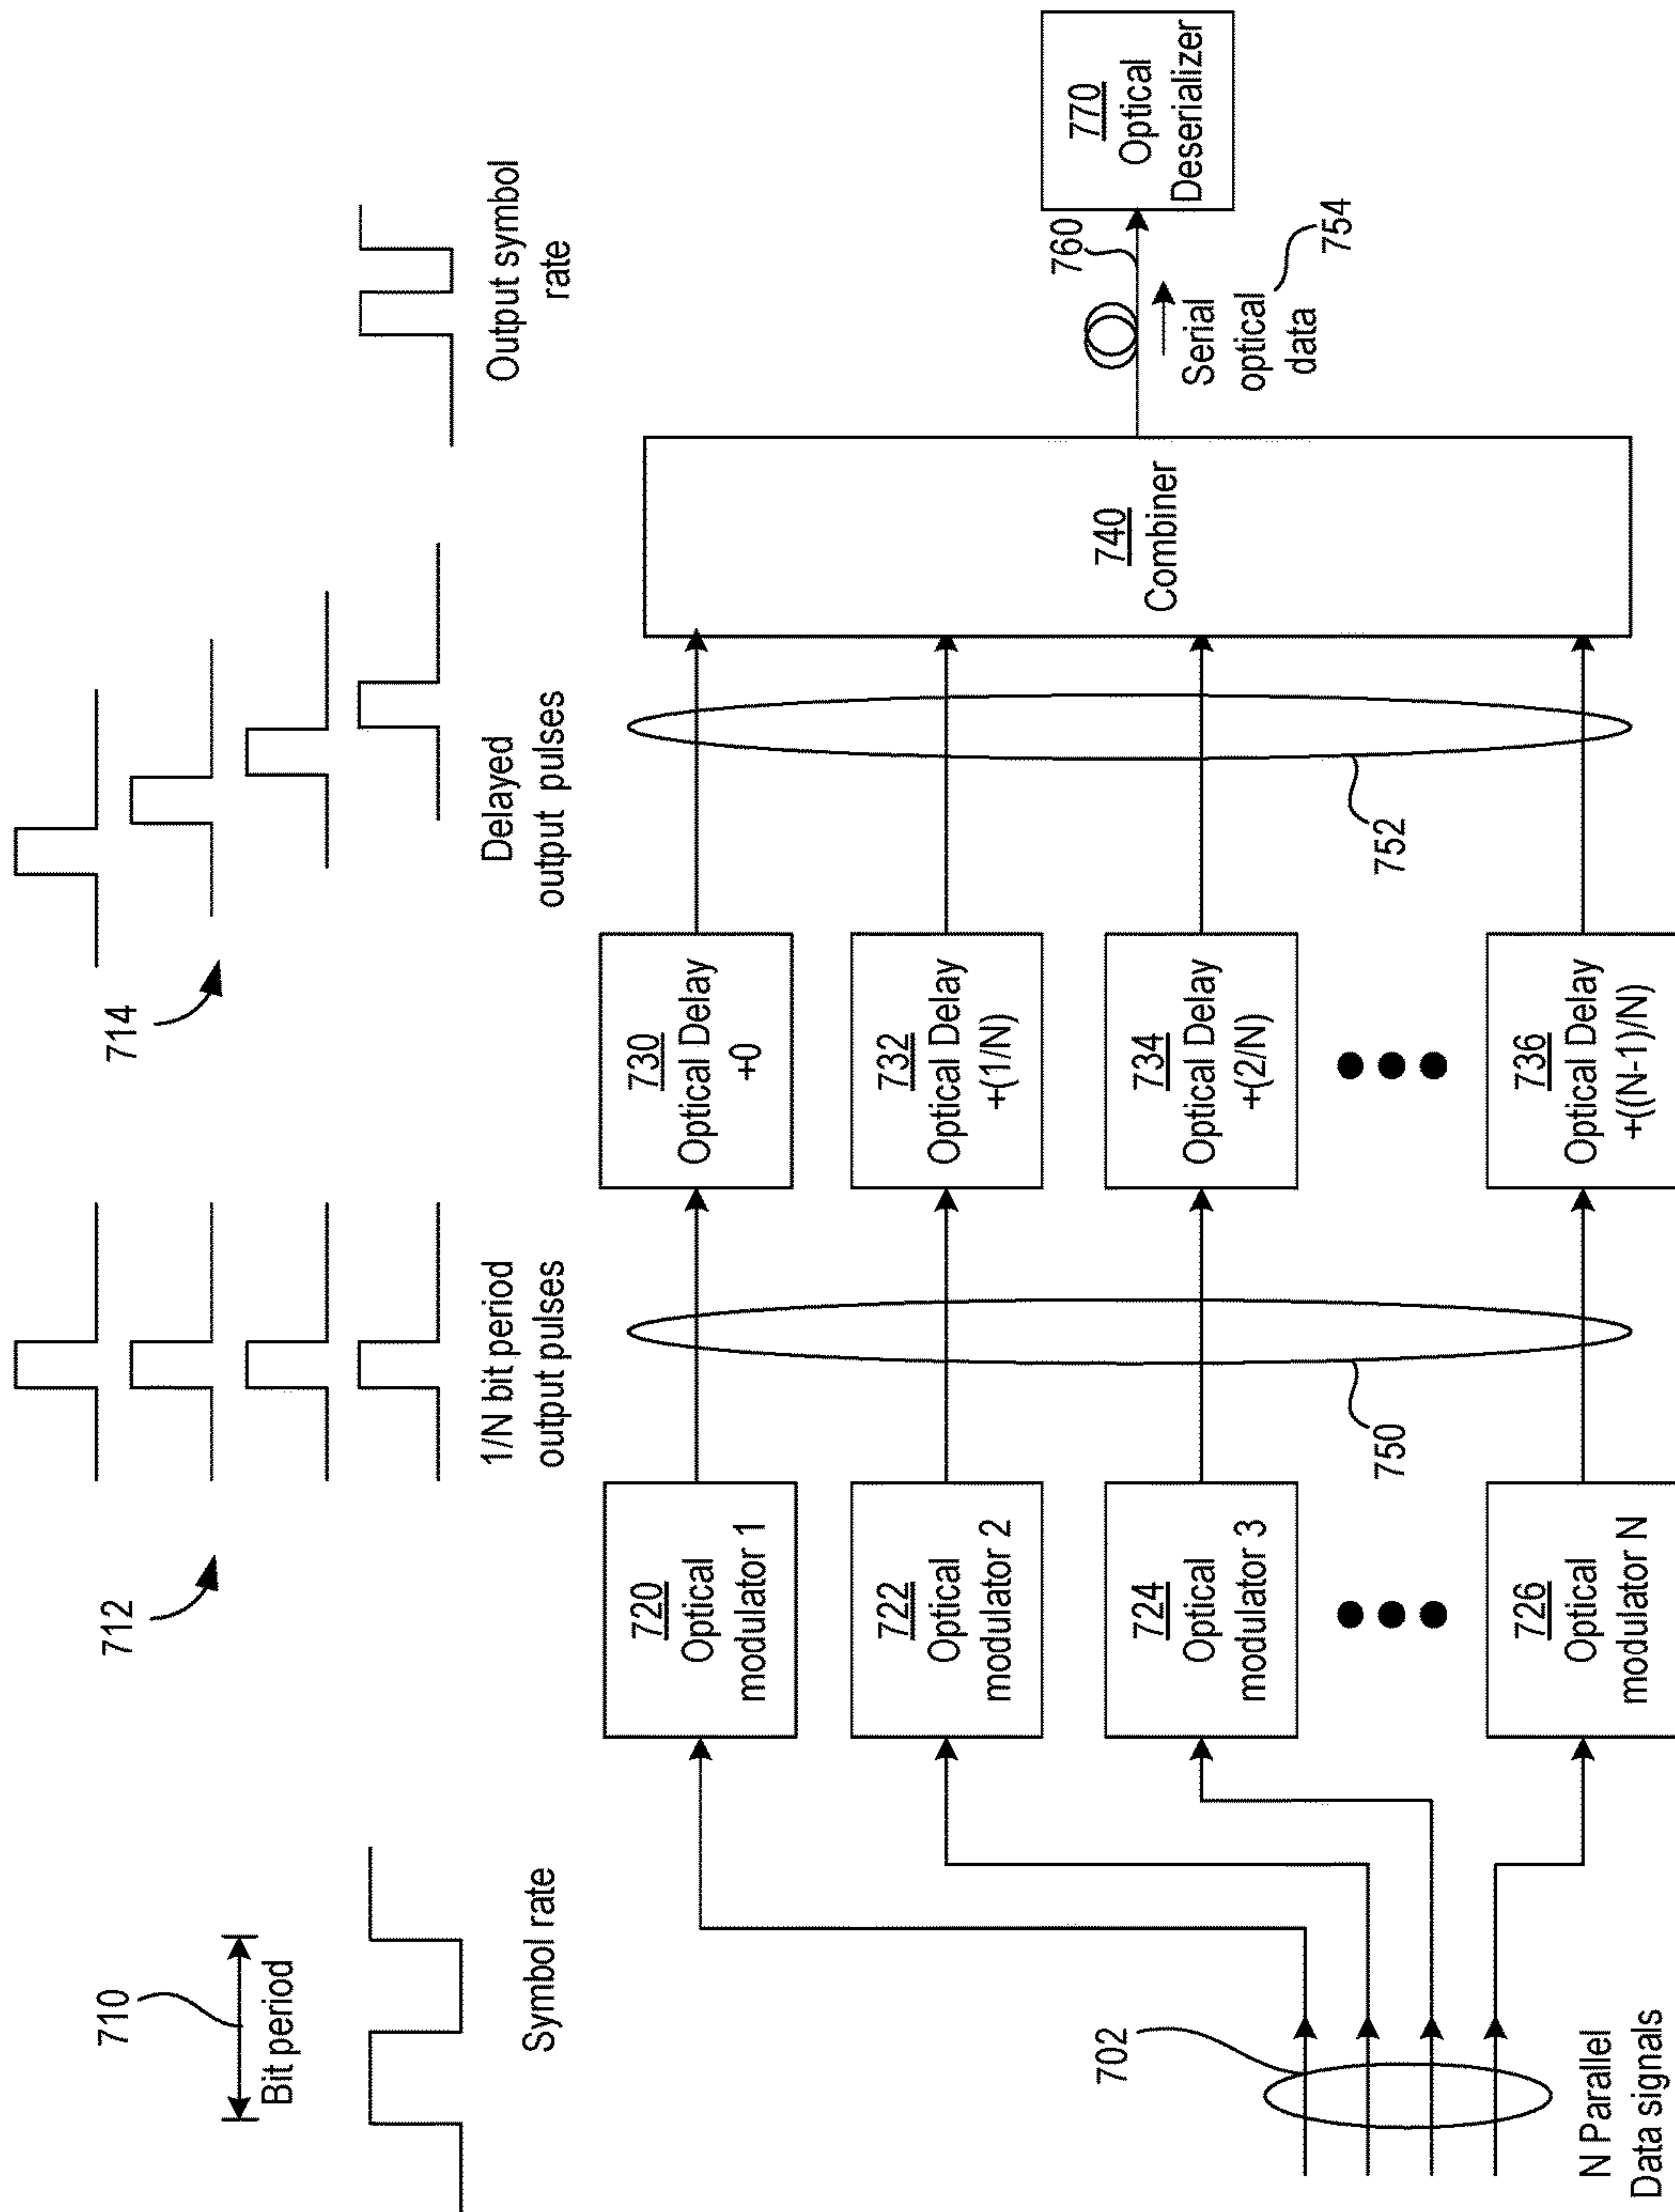 710
Bit period
Symbol rate
712
1/N bit period
output pulses
714
Delayed
output pulses
Output symbol
rate
702
N Parallel
Data signals
720
Optical
modulator 1
722
Optical
modulator 2
724
Optical
modulator 3
726
Optical
modulator N
750
730
Optical Delay
+0
732
Optical Delay
+(1/N)
734
Optical Delay
+(2/N)
736
Optical Delay
+((N-1)/N)
752
740
Combiner
760
Serial
optical
data
754
770
Optical
Deserializer